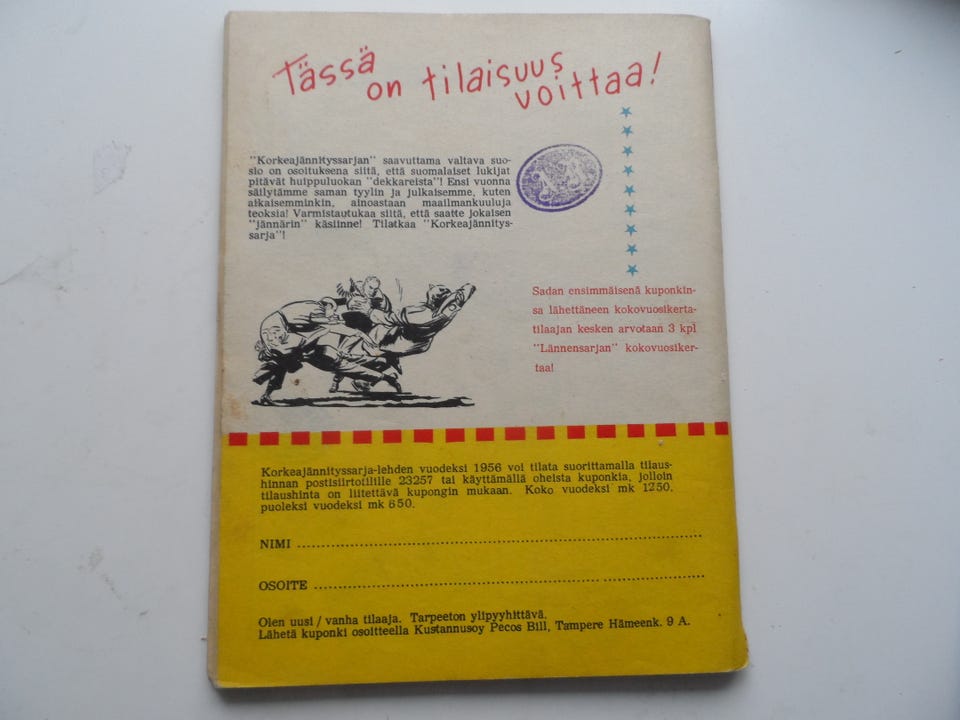 Tässä
on tilaisuus
voittaa!
"Korkeajännityssarjan" saavuttama valtava suo-
sio on osoituksena siitä, että suomalaiset lukijat
pitävät huippuluokan "dekkareista"! Ensi vuonna
säilytämme saman tyylin ja julkaisemme, kuten
aikaisemminkin, ainoastaan maailmankuuluja
teoksia! Varmistautukaa siitä, että saatte jokaisen
"jännärin" käsiinne! Tilatkaa "Korkeajännitys-
sarja"!
Sadan ensimmäisenä kuponkin-
sa lähettäneen kokovuosikerta-
tilaajan kesken arvotaan 3 kpl
"Lännensarjan" kokovuosiker-
taa!
Korkeajännityssarja-lehden vuodeksi 1956 voi tilata suorittamalla tilaus-
hinnan postisiirtotilille 23257 tai käyttämällä oheista kuponkia, jolloin
tilaushinta on liitettävä kupongin mukaan. Koko vuodeksi mk 1250,
puoleksi vuodeksi mk 650.
NIMI
OSOITE
Olen uusi / vanha tilaaja. Tarpeeton ylipyyhittävä.
Lähetä kuponki osoitteella Kustannusoy Pecos Bill, Tampere Hämeenk. 9 A.